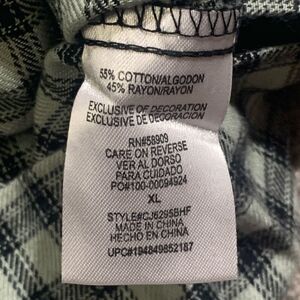 55% COTTON/ALGODON
45% RAYON/RAYON
EXCLUSIVE OF DECORATION
EXCLUSIVE DE DECORACION
RN#58909
CARE ON REVERSE
VER AL DORSO
PARA CUIDADO
PO#100-00094924
XL
STYLE#CJ6295BHF
MADE IN CHINA
HECHO EN CHINA
UPC#194849852187